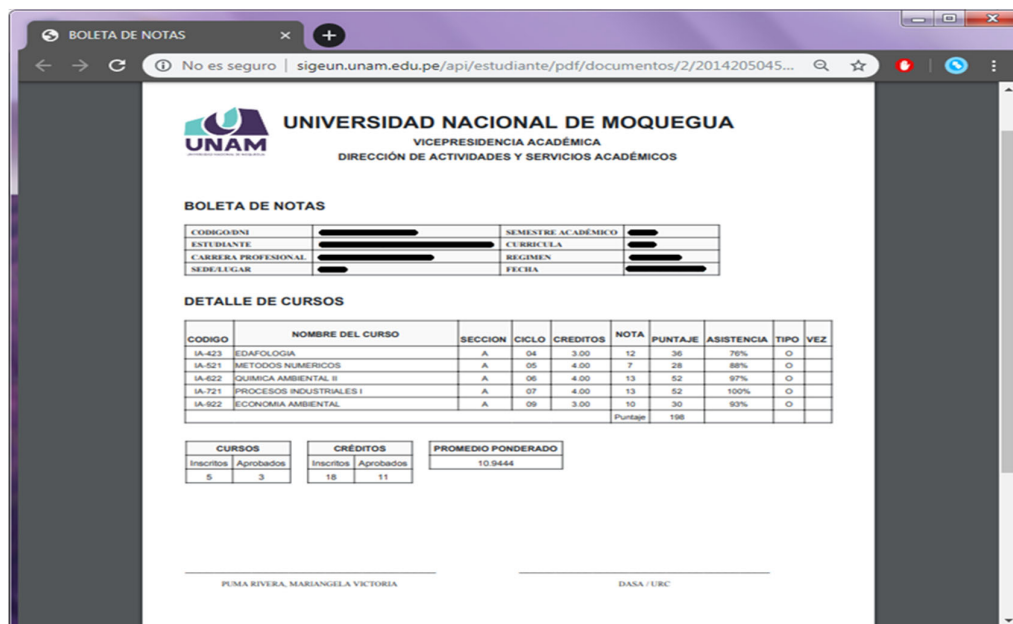 BOLETA DE NOTAS
No es seguro | sigeun.unam.edu.pe/api/estudiante/pdf/documentos/2/2014205045...
UNAM
UNIVERSIDAD NACIONAL DE MOQUEGUA
VICEPRESIDENCIA ACADÉMICA
DIRECCIÓN DE ACTIVIDADES Y SERVICIOS ACADÉMICOS
BOLETA DE NOTAS
CODIGO/DNI SEMESTRE ACADÉMICO
ESTUDIANTE CURRICULA
CARRERA PROFESIONAL REGIMEN
SEDE/LUGAR FECHA
DETALLE DE CURSOS
CODIGO NOMBRE DEL CURSO SECCION CICLO CREDITOS NOTA PUNTAJE ASISTENCIA TIPO VEZ
IA-423 EDAFOLOGIA A 04 3.00 12 36 76% O
IA-521 METODOS NUMERICOS A 05 4.00 7 28 88% O
IA-622 QUIMICA AMBIENTAL II A 06 4.00 13 52 97% O
IA-721 PROCESOS INDUSTRIALES I A 07 4.00 13 52 100% O
IA-922 ECONOMIA AMBIENTAL A 09 3.00 10 30 93% O
Puntaje 198
CURSOS CRÉDITOS PROMEDIO PONDERADO
Inscritos Aprobados Inscritos Aprobados 10.9444
5 3 18 11
PUMA RIVERA, MARIANGELA VICTORIA DASA / URC